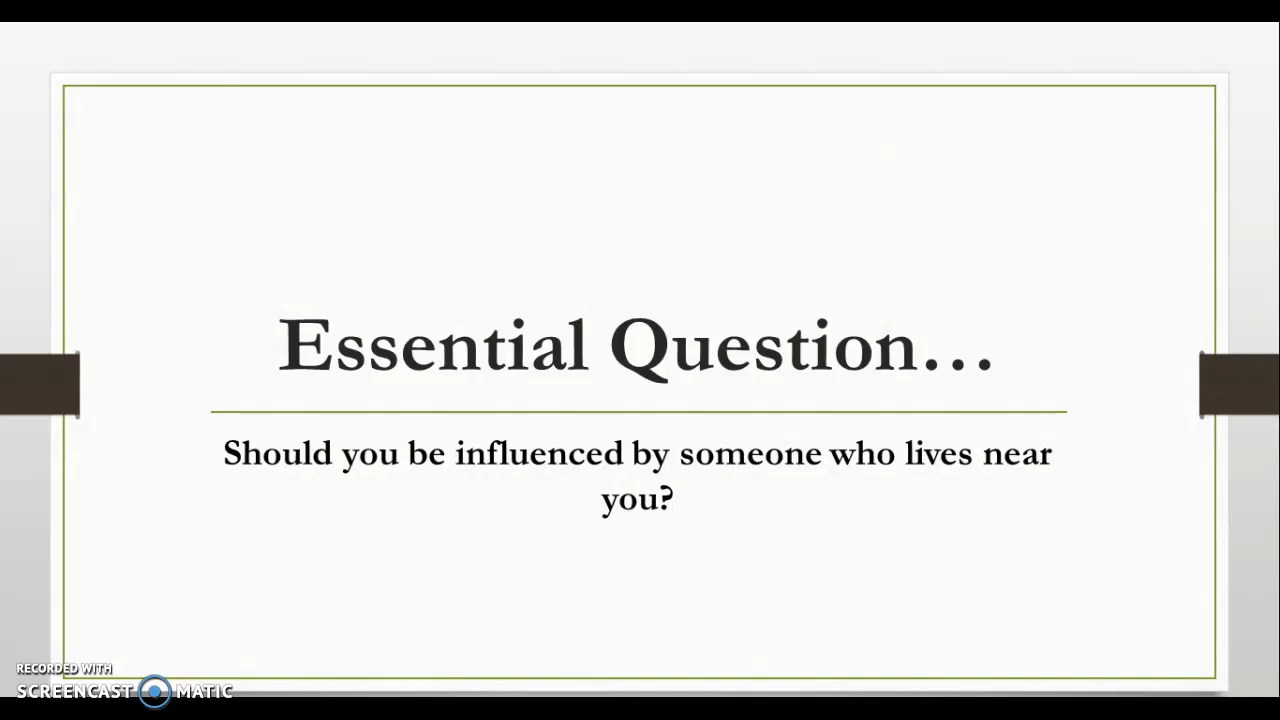 Essential Question…
Should you be influenced by someone who lives near
you?
RECORDED WITH
SCREENCAST MATIC